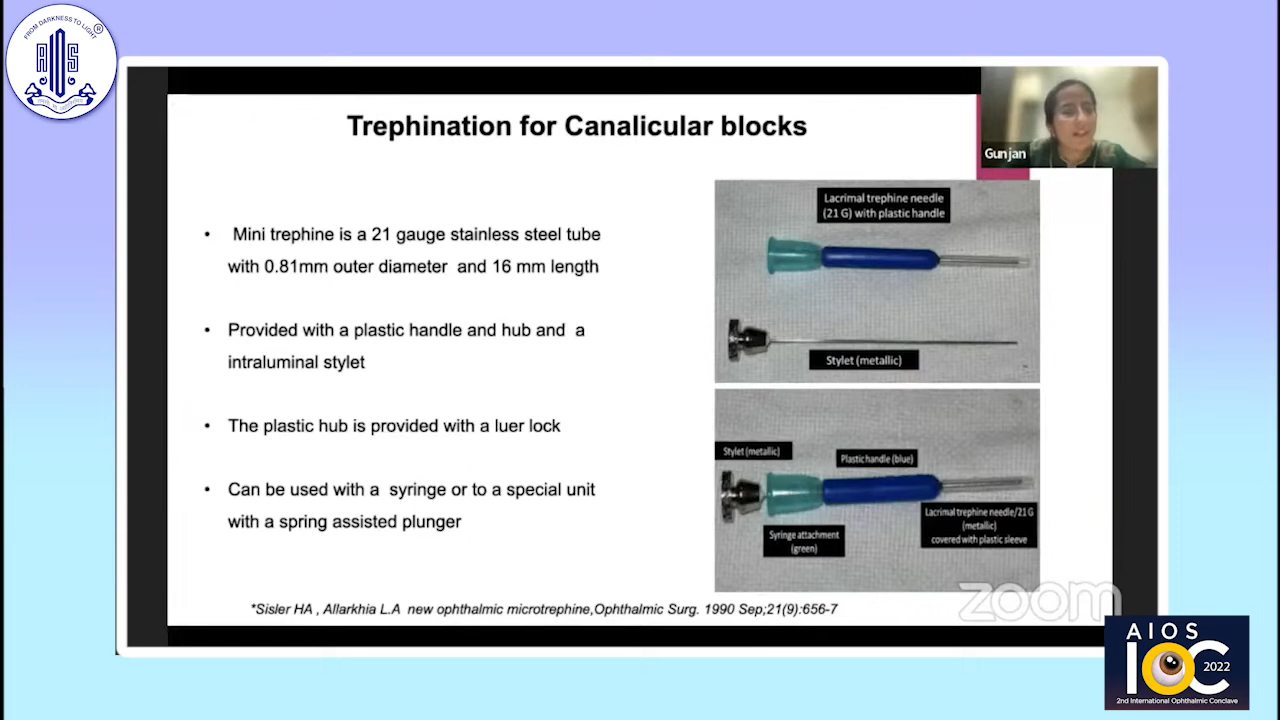 FROM DARKNESS TO LIGHT
®
AIOS
Trephination for Canalicular blocks
Gunjan
• Mini trephine is a 21 gauge stainless steel tube
with 0.81mm outer diameter and 16 mm length
• Provided with a plastic handle and hub and a
intraluminal stylet
• The plastic hub is provided with a luer lock
• Can be used with a syringe or to a special unit
with a spring assisted plunger
Lacrimal trephine needle
(21 G) with plastic handle
Stylet (metallic)
Stylet (metallic)
Plastic handle (blue)
Syringe attachment
(green)
Lacrimal trephine needle/21 G
(metallic)
covered with plastic sleeve
*Sisler HA , Allarkhia L.A new ophthalmic microtrephine,Ophthalmic Surg. 1990 Sep;21(9):656-7
zoom
AIOS
IOC
2022
2nd International Ophthalmic Conclave